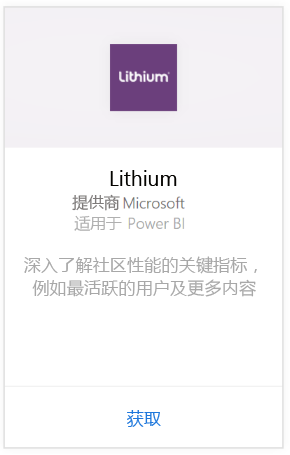 Lithium
Lithium
提供商 Microsoft
适用于 Power BI
深入了解社区性能的关键指标，
例如最活跃的用户及更多内容
获取